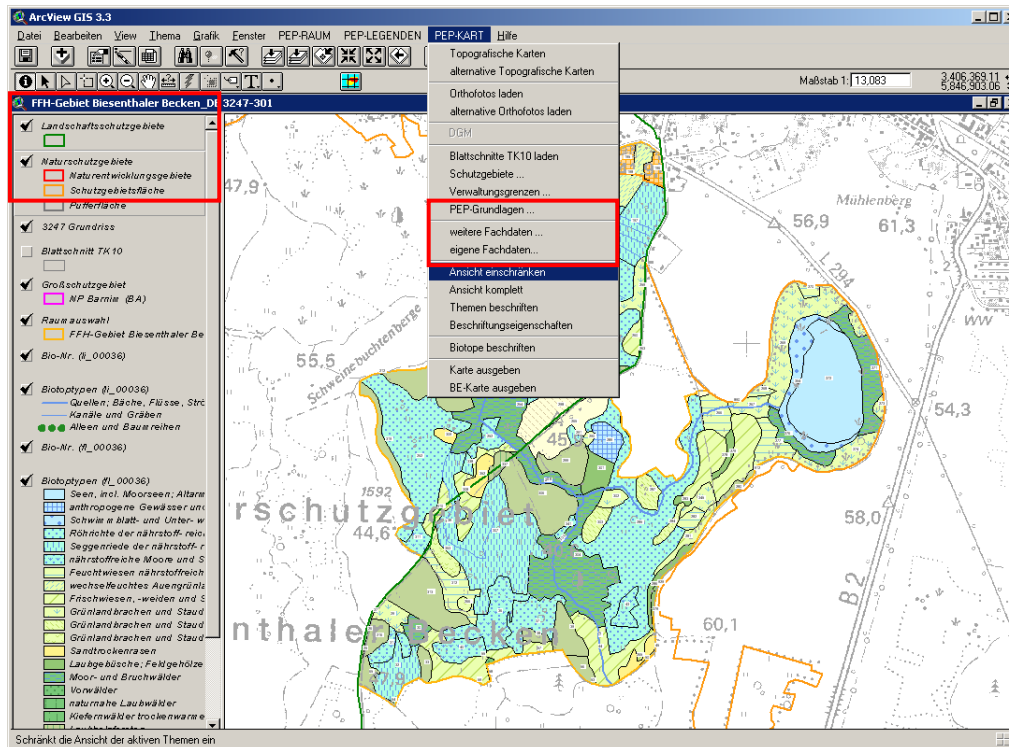 ArcView GIS 3.3
Datei Bearbeiten View Thema Grafik Fenster PEP-RAUM PEP-LEGENDEN PEP-KART Hilfe
Maßstab 1: 13,083
3.406.369.11
5,846,903.06
FFH-Gebiet Biesenthaler Becken_DE 3247-301
Landschaftsschutzgebiete
Naturschutzgebiete
Naturentwicklungsgebiete
Schutzgebietsfläche
Pufferfläche
3247 Grundriss
Blattschnitt TK10
Großschutzgebiet
NP Barnim (BA)
Raumauswahl
FFH-Gebiet Biesenthaler Be
Bio-Nr. (li_00036)
Biotoptypen (li_00036)
Quellen; Bäche, Flüsse, Strö
Kanäle und Gräben
Alleen und Baumreihen
Bio-Nr. (fl_00036)
Biotoptypen (fl_00036)
Seen, incl. Moorseen; Altarm
anthropogene Gewässer und
Schwimmblatt- und Unter- w
Röhrichte der nährstoff- reic
Seggenriede der nährstoff- r
nährstoffreiche Moore und S
Feuchtwiesen nährstoffreich
wechselfeuchtes Auengrünla
Frischwiesen, -weiden und S
Grünlandbrachen und Staud
Grünlandbrachen und Staud
Grünlandbrachen und Staud
Sandtrockenrasen
Laubgebüsche; Feldgehölze
Moor- und Bruchwälder
Vorwälder
naturnahe Laubwälder
Kiefernwälder trockenwarme
Topografische Karten
alternative Topografische Karten
Orthofotos laden
alternative Orthofotos laden
DGM
Blattschnitte TK10 laden
Schutzgebiete ...
Verwaltungsgrenzen ...
PEP-Grundlagen ...
weitere Fachdaten ...
eigene Fachdaten...
Ansicht einschränken
Ansicht komplett
Themen beschriften
Beschriftungseigenschaften
Biotope beschriften
Karte ausgeben
BE-Karte ausgeben
47,9
Mühlenberg
56,9
61,3
L 294
WW
55,5
Schweinebuchtenberge
54,3
45,
1592
rschutzgebiet
44,6
58,0
B 2
nthaler Becken
60,1
37,9
Schränkt die Ansicht der aktiven Themen ein